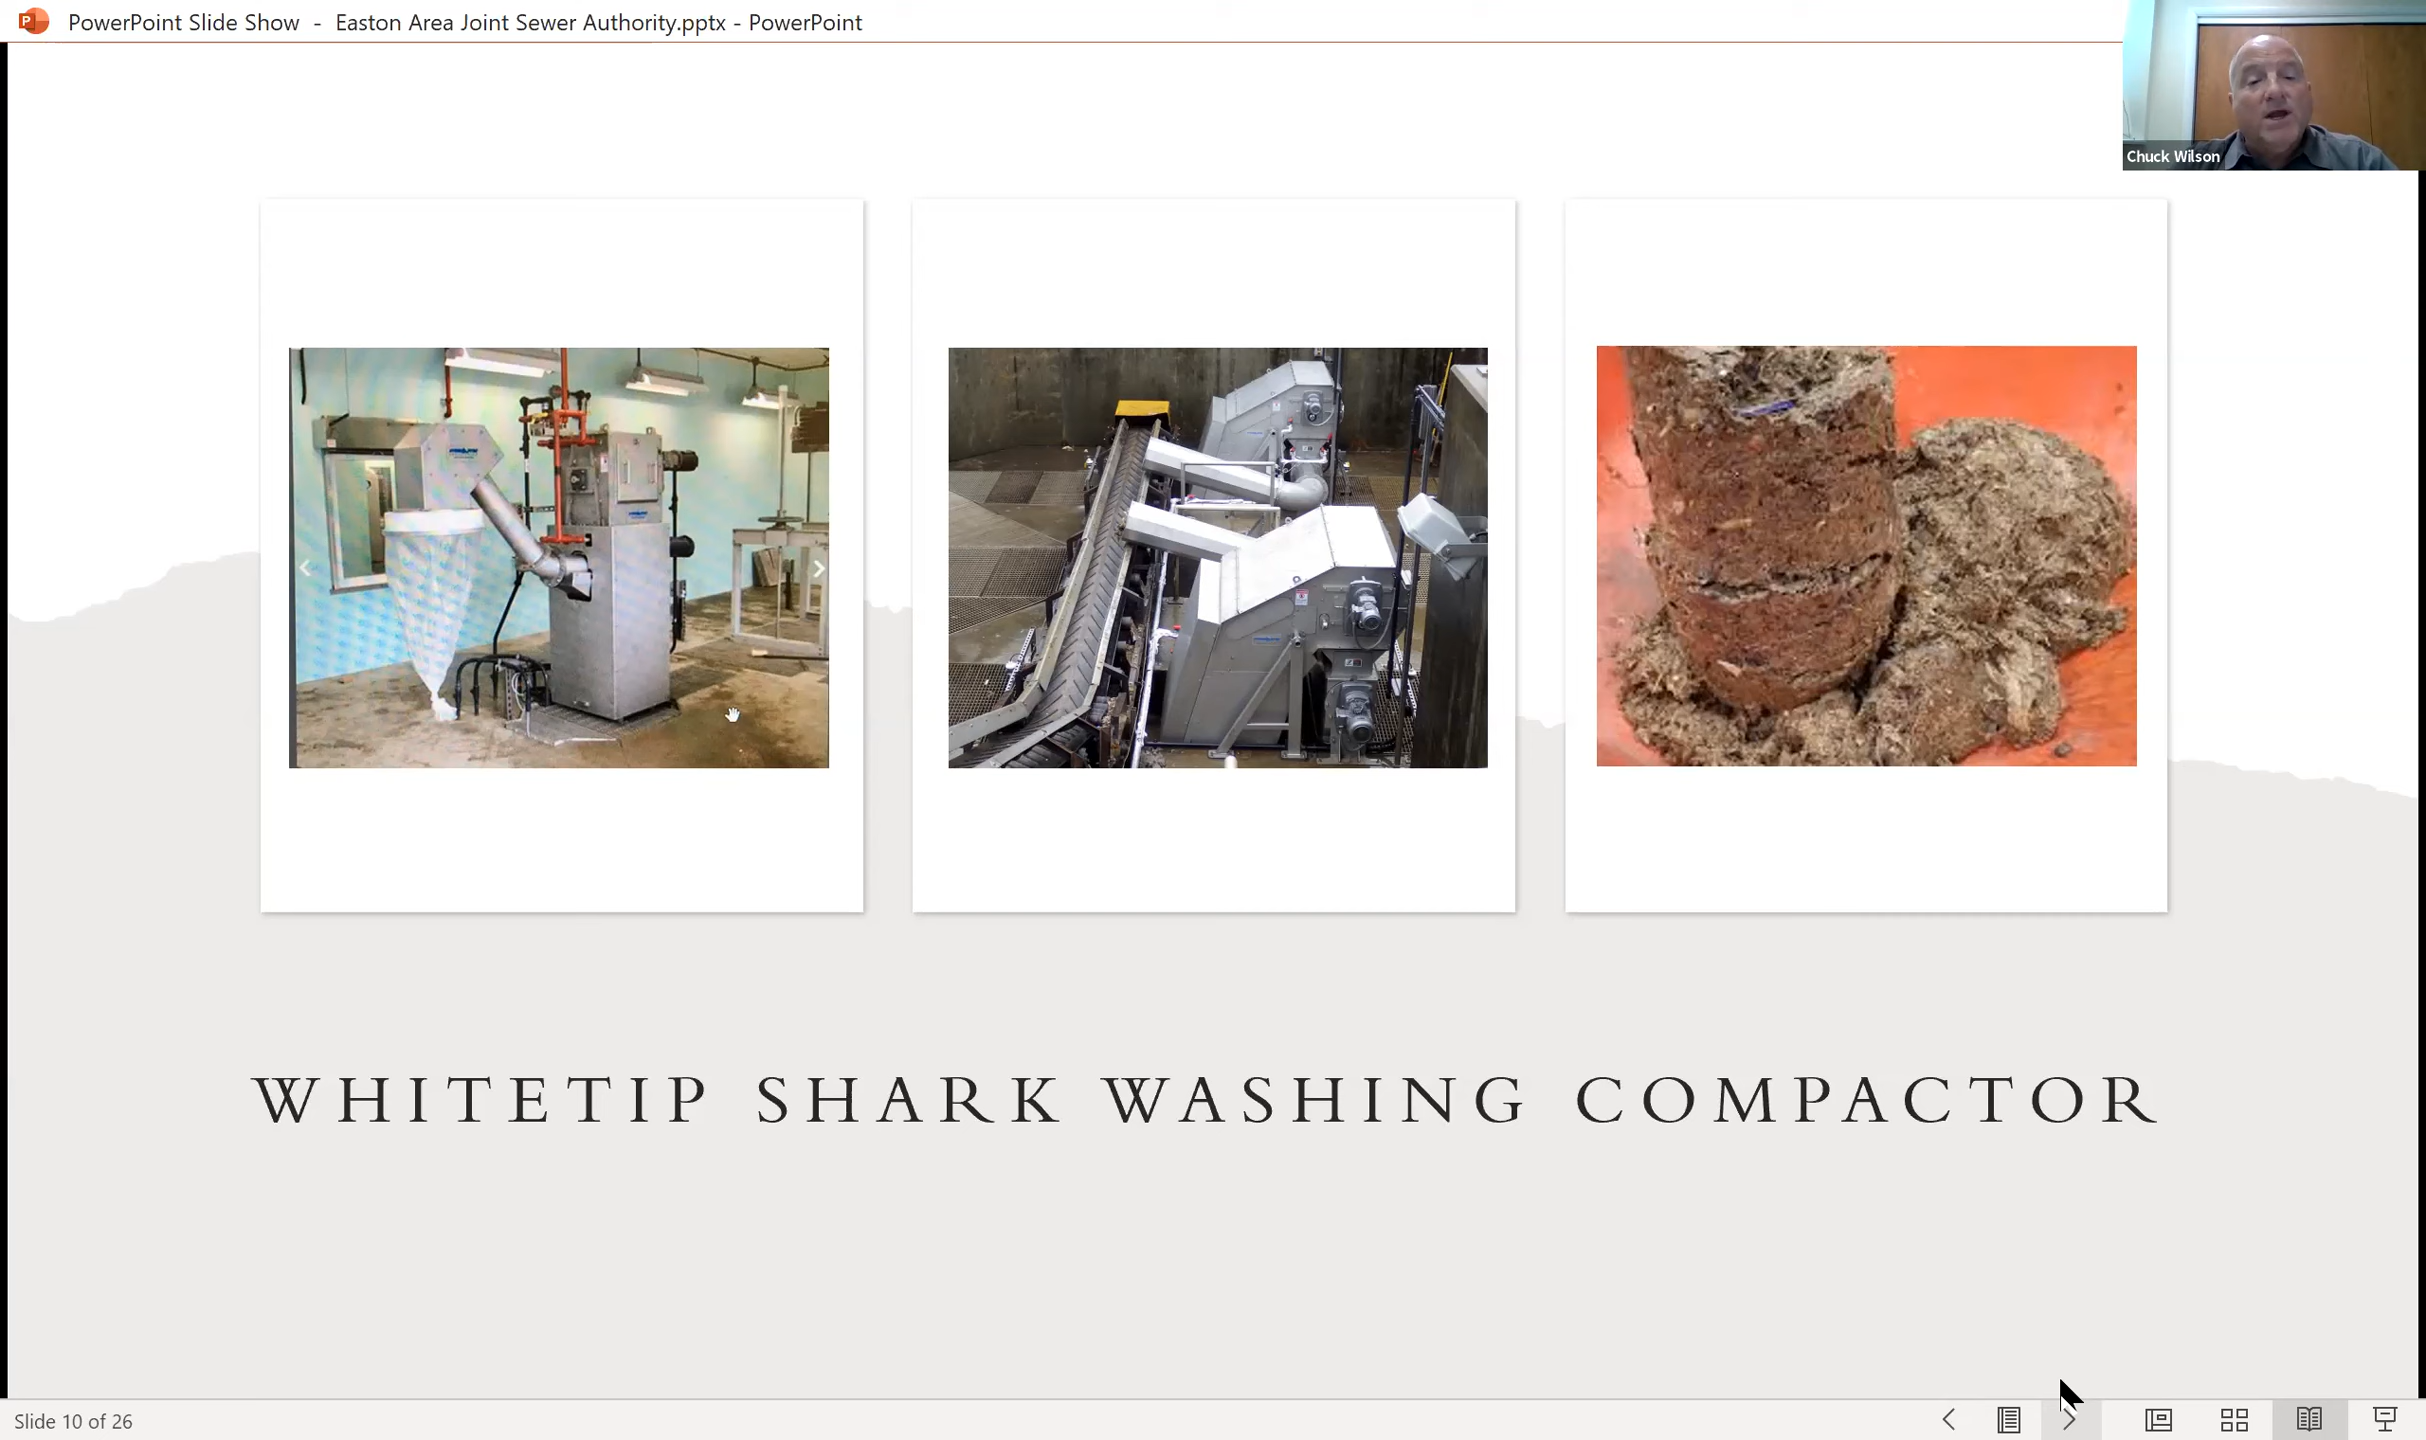 PowerPoint Slide Show - Easton Area Joint Sewer Authority.pptx - PowerPoint
Chuck Wilson
WHITETIP SHARK WASHING COMPACTOR
Slide 10 of 26